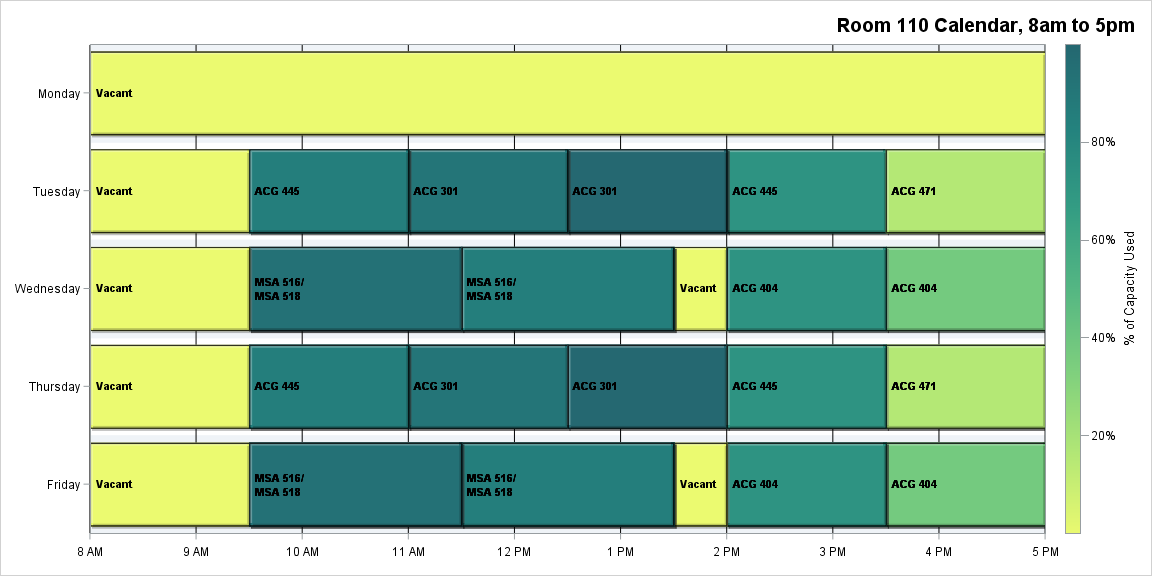 Room 110 Calendar, 8am to 5pm
Monday
Vacant
Tuesday
Vacant
ACG 445
ACG 301
ACG 301
ACG 445
ACG 471
Wednesday
Vacant
MSA 516/
MSA 518
MSA 516/
MSA 518
Vacant
ACG 404
ACG 404
Thursday
Vacant
ACG 445
ACG 301
ACG 301
ACG 445
ACG 471
Friday
Vacant
MSA 516/
MSA 518
MSA 516/
MSA 518
Vacant
ACG 404
ACG 404
8 AM
9 AM
10 AM
11 AM
12 PM
1 PM
2 PM
3 PM
4 PM
5 PM
80%
60%
40%
20%
% of Capacity Used